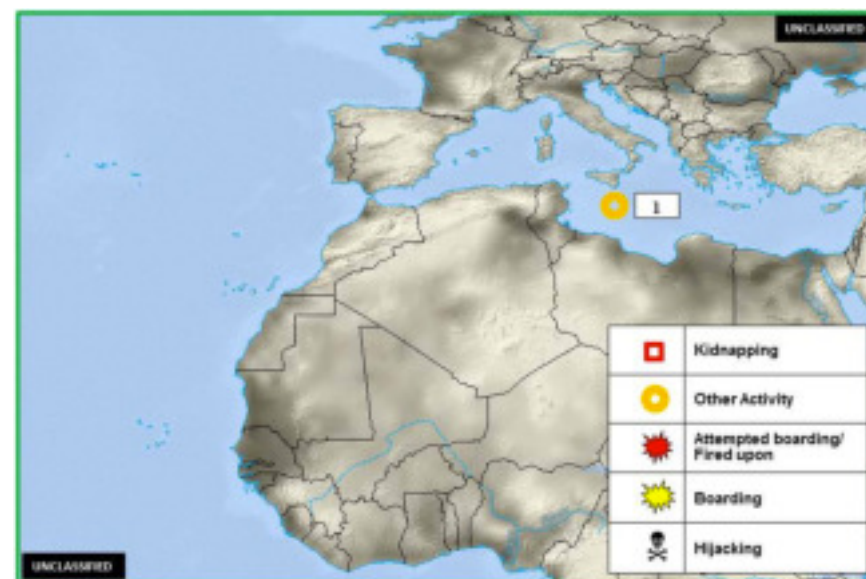 UNCLASSIFIED
1
Kidnapping
Other Activity
Attempted boarding/
Fired upon
Boarding
Hijacking
UNCLASSIFIED